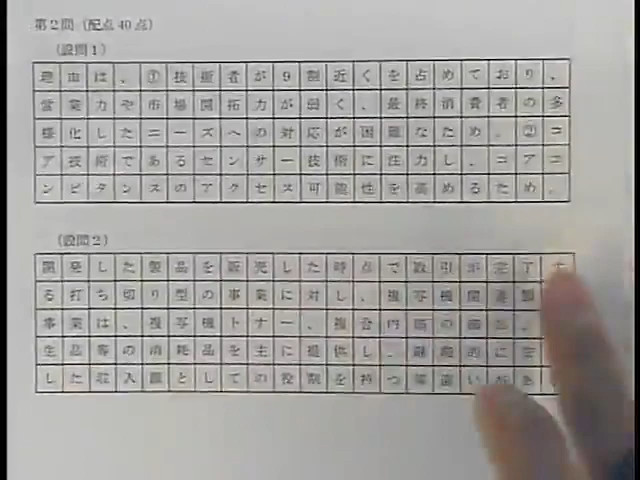 第2問（配点40点）
（設問1）
理由は、①技術者が9割近くを占めており、
営業力や市場開拓力が弱く、最終消費者の多
様化したニーズへの対応が困難なため。②コ
ア技術であるセンサー技術に注力し、コアコ
ンピタンスのアクセス可能性を高めるため。
（設問2）
開発した製品を販売した時点で取引が完了
る打ち切り型の事業に対し、複写機関連
事業は、複写機トナー、複合
生品等の消耗品を主に提供し、継続的に
した収入源としての役割を持つ